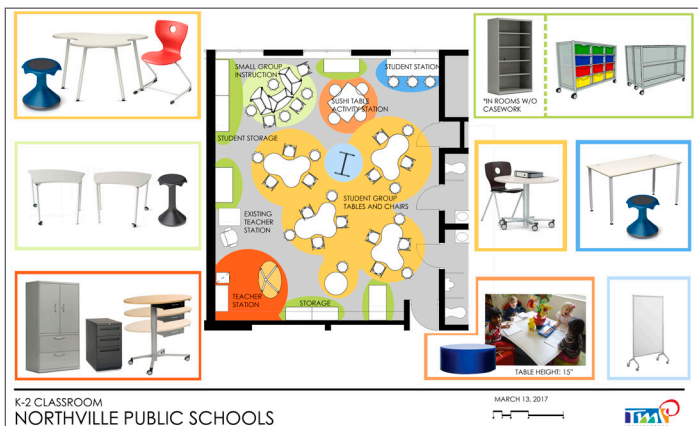 SMALL GROUP
INSTRUCTION
STUDENT STATION
SUSHI TABLE
ACTIVITY STATION
STUDENT STORAGE
STUDENT GROUP
TABLES AND CHAIRS
EXISTING
TEACHER
STATION
TEACHER
STATION
STORAGE
*IN ROOMS W/O
CASEWORK
TABLE HEIGHT: 15"
K-2 CLASSROOM
NORTHVILLE PUBLIC SCHOOLS
MARCH 13, 2017
TMP